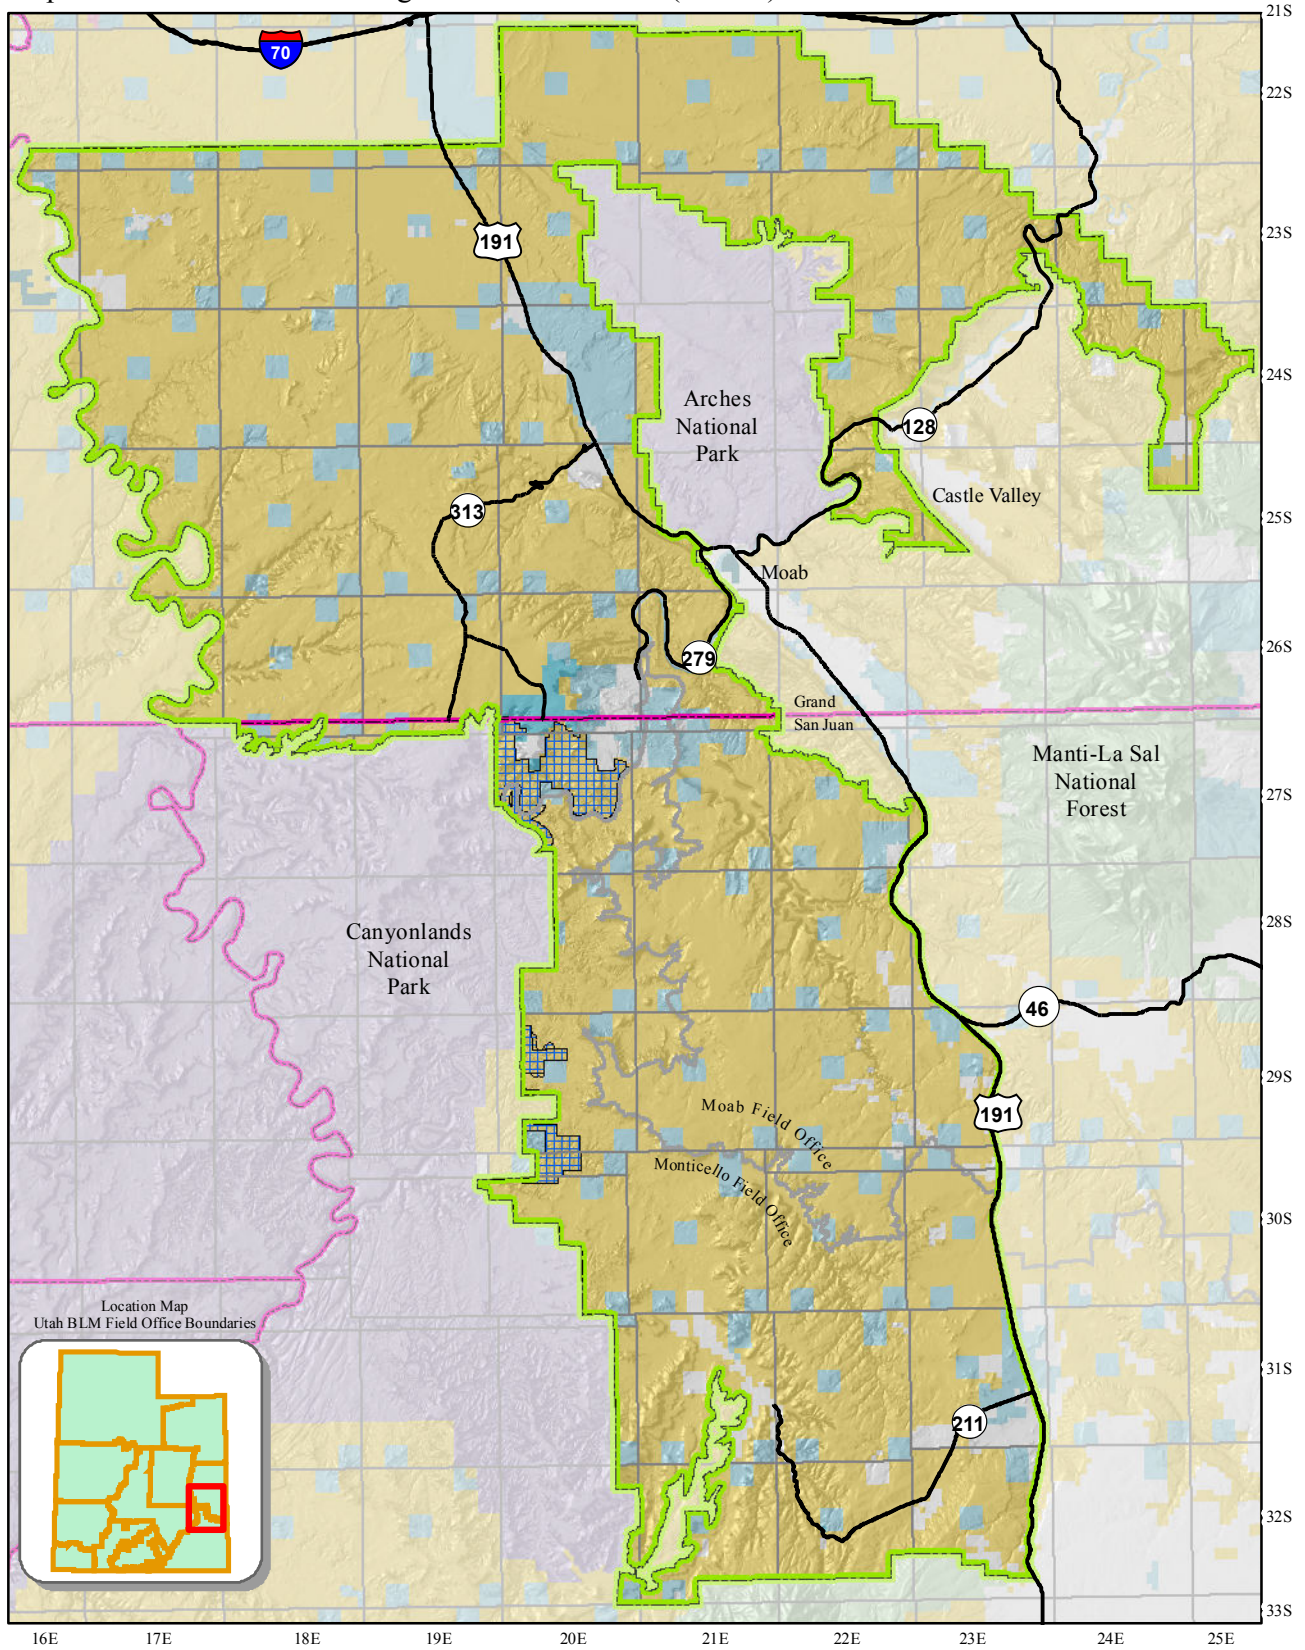 21S
70
22S
191
23S
24S
Arches
National
Park
128
Castle Valley
313
25S
Moab
279
26S
Grand
San Juan
Manti-La Sal
National
Forest
27S
Canyonlands
National
Park
28S
46
29S
Moab Field Office
191
Monticello Field Office
30S
Location Map
Utah BLM Field Office Boundaries
31S
211
32S
33S
16E 17E 18E 19E 20E 21E 22E 23E 24E 25E